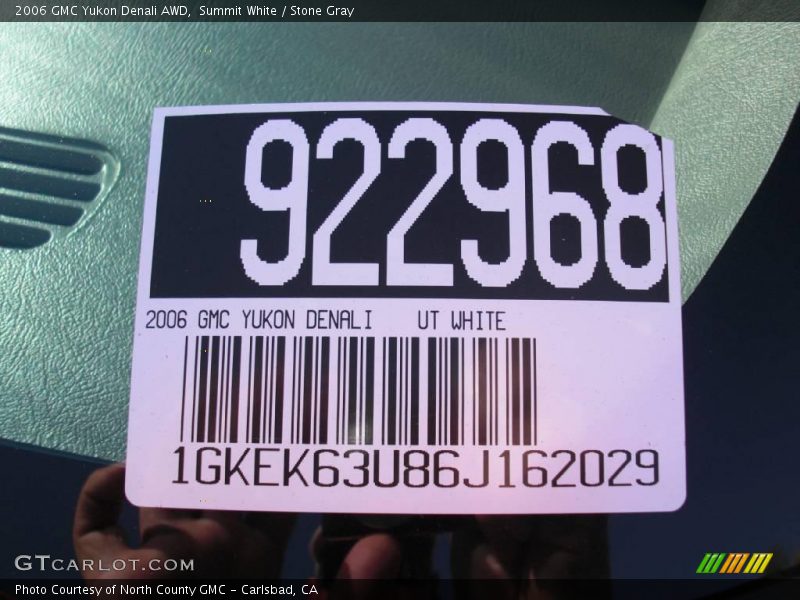 2006 GMC Yukon Denali AWD,  Summit White / Stone Gray
922968
2006 GMC YUKON DENALI    UT WHITE
1GKEK63U86J162029
GTCARLOT.COM
Photo Courtesy of North County GMC - Carlsbad, CA